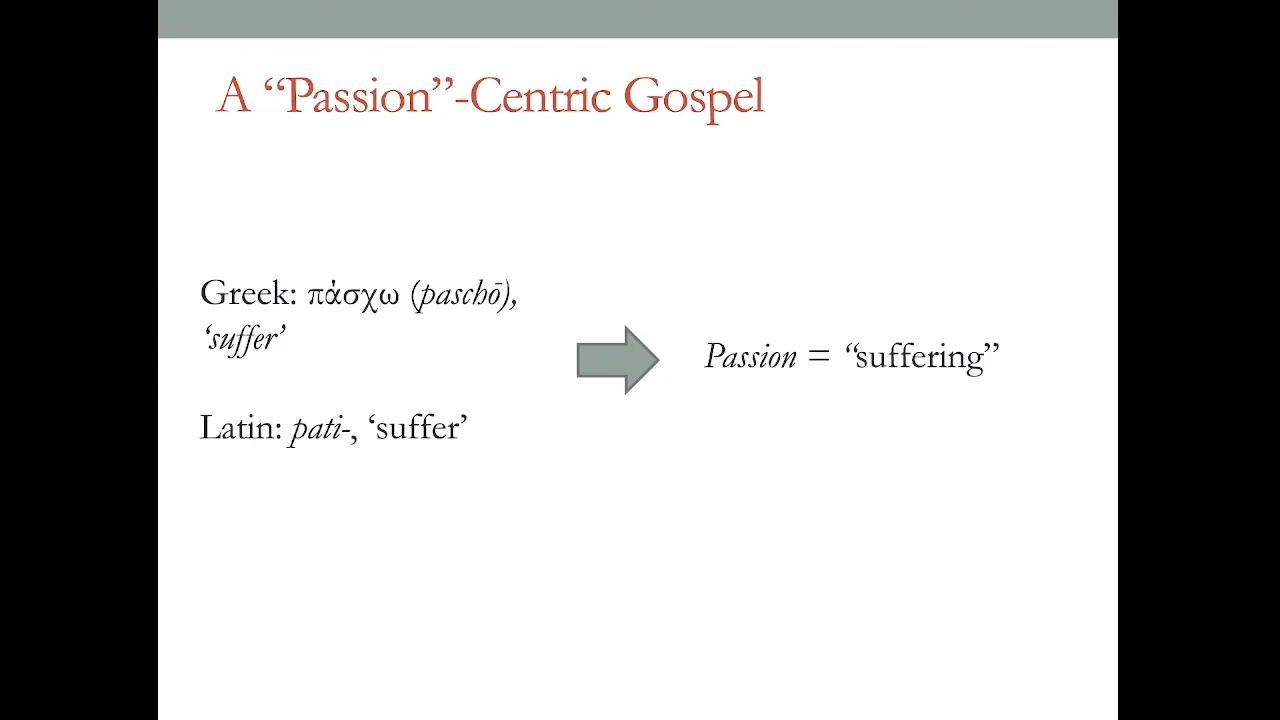 A “Passion”-Centric Gospel
Greek: πάσχω (paschō),
‘suffer’
Latin: pati-, ‘suffer’
Passion = “suffering”